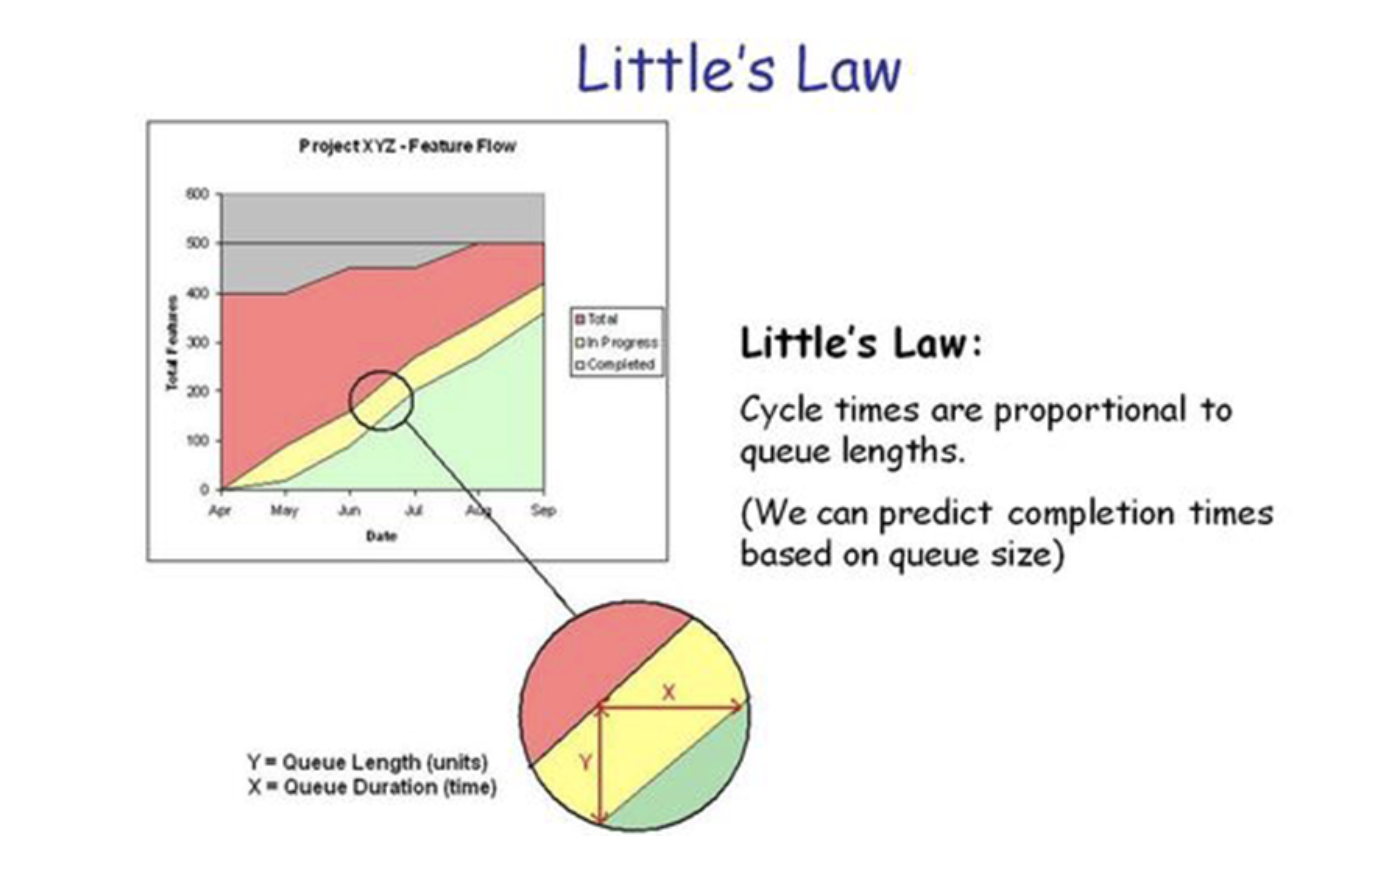 Little's Law
Project XYZ - Feature Flow
600
500
400
300
200
100
0
Total Features
Apr May Jun Jul Aug Sep
Date
Total
In Progress
Completed
Little's Law:
Cycle times are proportional to
queue lengths.
(We can predict completion times
based on queue size)
X
Y
Y = Queue Length (units)
X = Queue Duration (time)